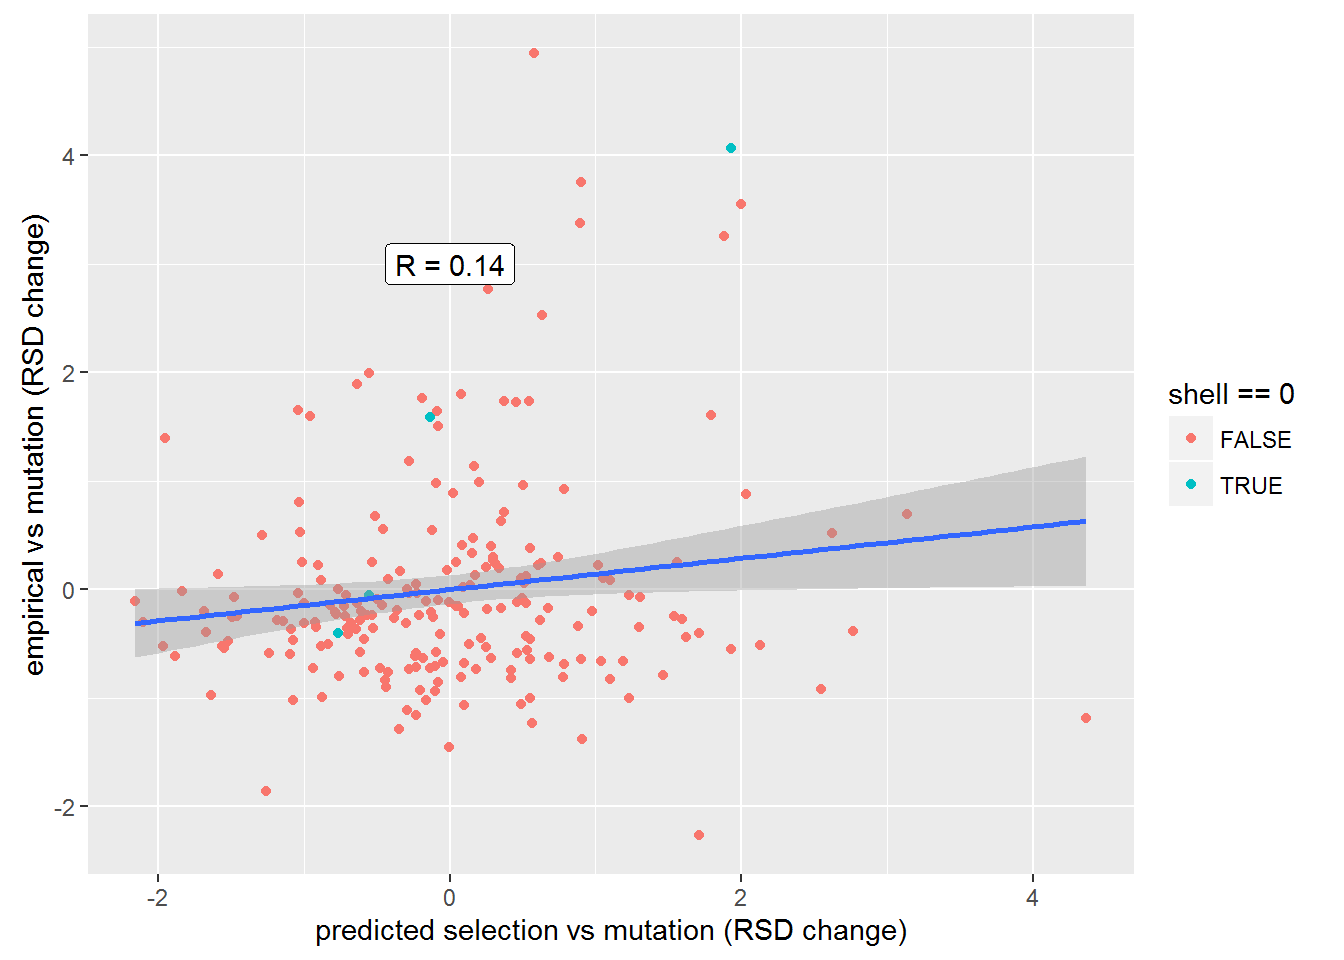 4
2
0
-2
empirical vs mutation (RSD change)
R = 0.14
-2
0
2
4
predicted selection vs mutation (RSD change)
shell == 0
FALSE
TRUE